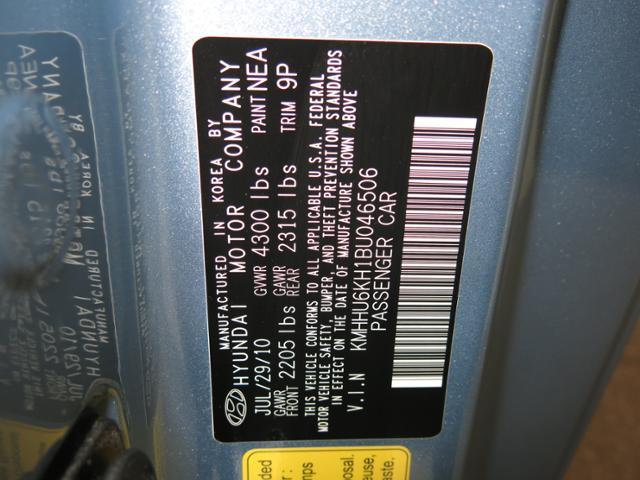 MANUFACTURED IN KOREA BY
HYUNDAI MOTOR COMPANY
JUL/29/10 GVWR 4300 lbs PAINT NEA
GAWR FRONT 2205 lbs GAWR REAR 2315 lbs TRIM 9P
THIS VEHICLE CONFORMS TO ALL APPLICABLE U.S.A. FEDERAL
MOTOR VEHICLE SAFETY, BUMPER, AND THEFT PREVENTION STANDARDS
IN EFFECT ON THE DATE OF MANUFACTURE SHOWN ABOVE
V.I.N KMHHU6KH1BU046506
PASSENGER CAR